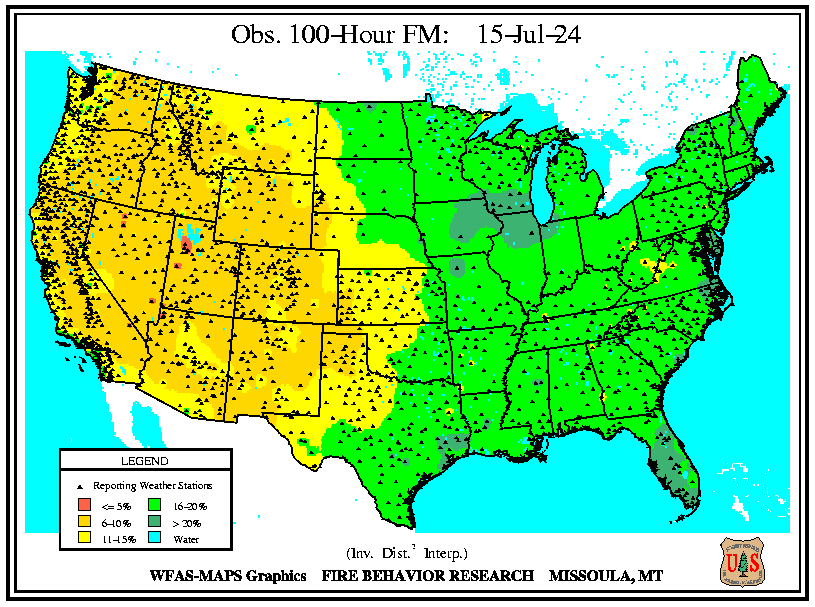 Obs. 100-Hour FM: 15-Jul-24
LEGEND
Reporting Weather Stations
<= 5% 16-20%
6-10% > 20%
11-15% Water
(Inv. Dist.² Interp.)
WFAS-MAPS Graphics FIRE BEHAVIOR RESEARCH MISSOULA, MT
U S